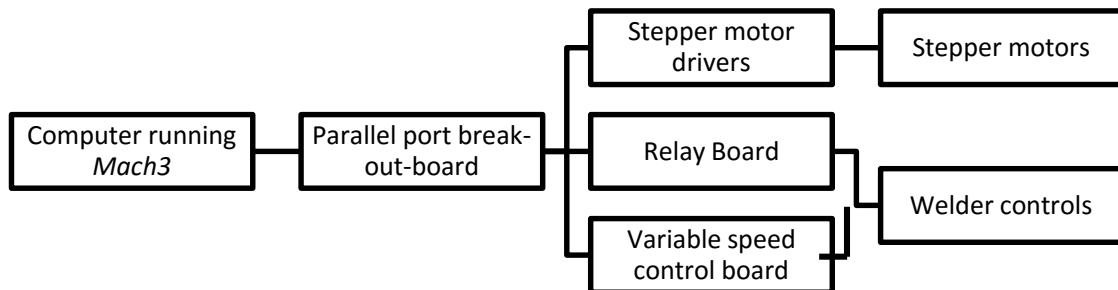 Computer running
Mach3
Parallel port break-
out-board
Stepper motor
drivers
Stepper motors
Relay Board
Variable speed
control board
Welder controls